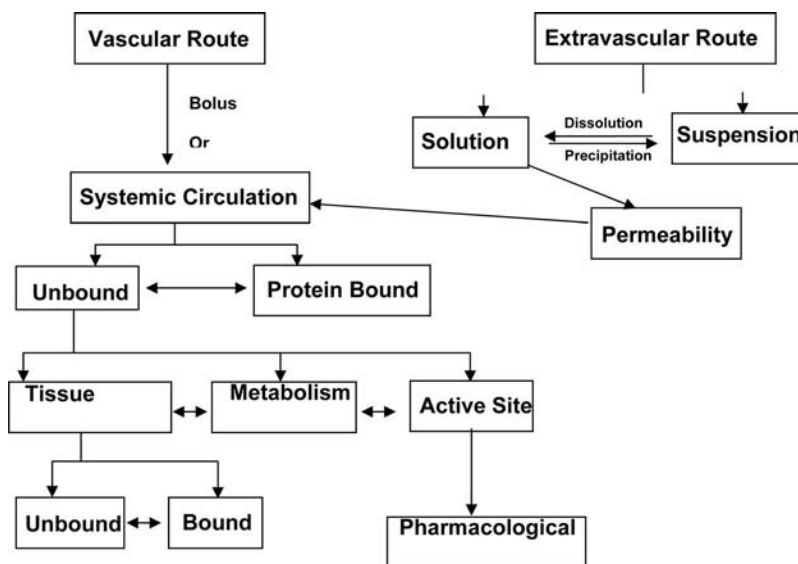 Vascular Route
Extravascular Route
Bolus
Or
Solution
Dissolution
Precipitation
Suspension
Systemic Circulation
Permeability
Unbound
Protein Bound
Tissue
Metabolism
Active Site
Unbound
Bound
Pharmacological